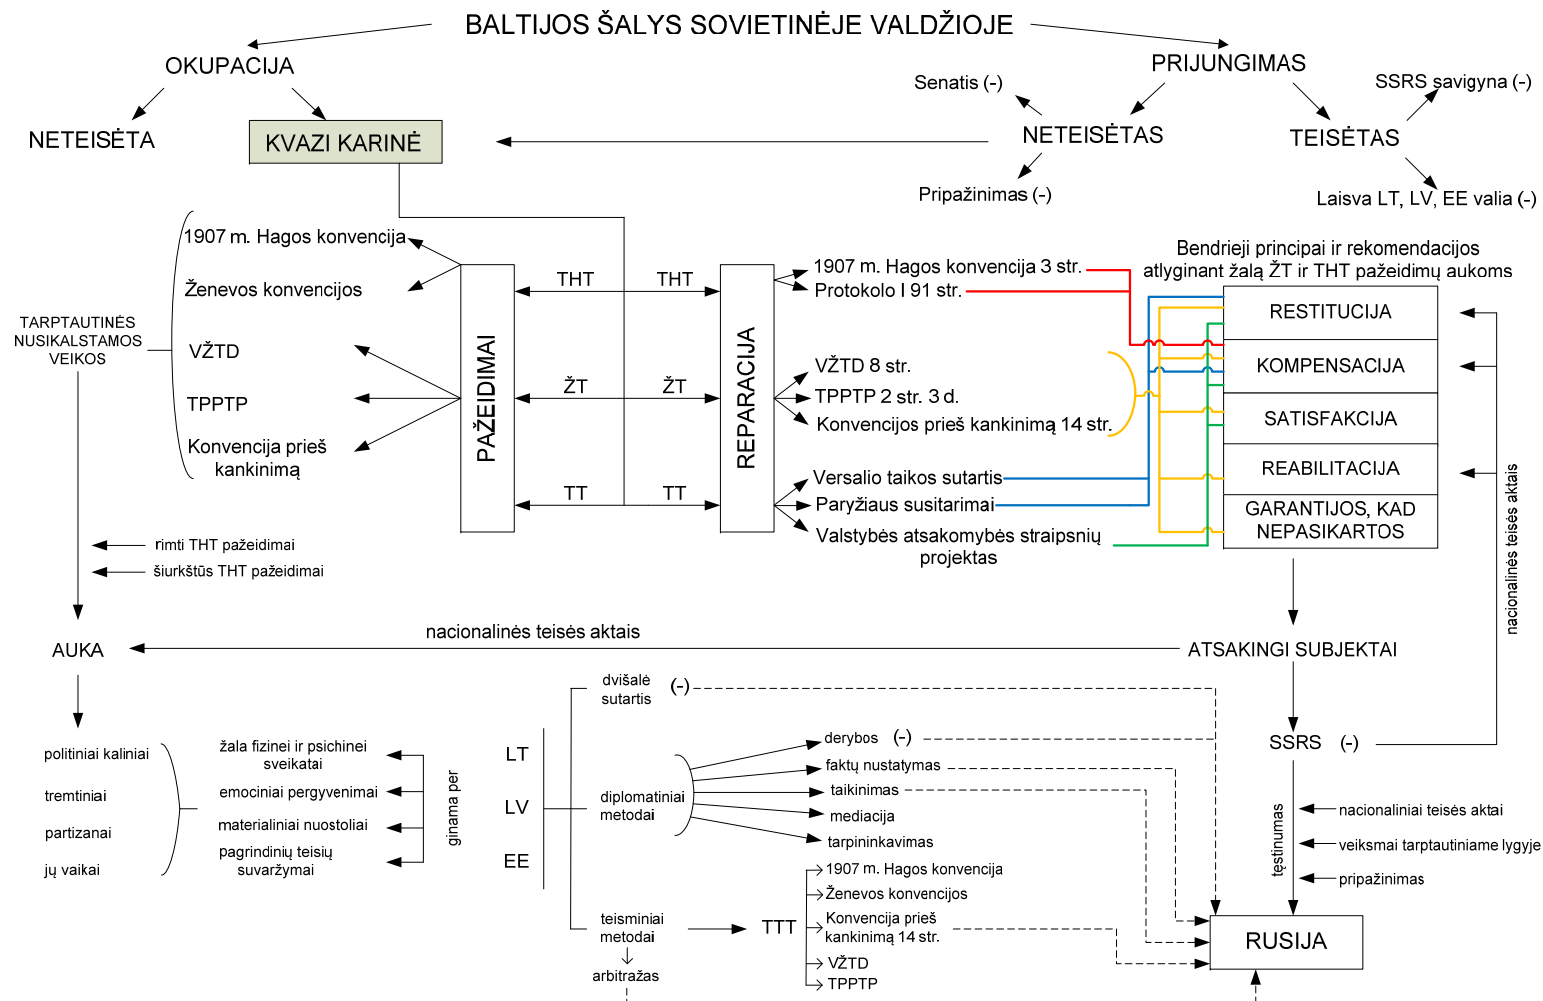 BALTIJOS ŠALYS SOVIETINĖJE VALDŽIOJE
OKUPACIJA
PRIJUNGIMAS
Senatis (-)
SSRS savigyna (-)
NETEISĖTA
KVAZI KARINĖ
NETEISĖTAS
TEISĖTAS
Pripažinimas (-)
Laisva LT, LV, EE valia (-)
1907 m. Hagos konvencija
Ženevos konvencijos
TARPTAUTINĖS
NUSIKALSTAMOS
VEIKOS
VŽTD
TPPTP
Konvencija prieš
kankinimą
PAŽEIDIMAI
THT
THT
ŽT
ŽT
TT
TT
REPARACIJA
1907 m. Hagos konvencija 3 str.
Protokolo I 91 str.
VŽTD 8 str.
TPPTP 2 str. 3 d.
Konvencijos prieš kankinimą 14 str.
Versalio taikos sutartis
Paryžiaus susitarimai
Valstybės atsakomybės straipsnių
projektas
Bendrieji principai ir rekomendacijos
atlyginant žalą ŽT ir THT pažeidimų aukoms
RESTITUCIJA
KOMPENSACIJA
SATISFAKCIJA
REABILITACIJA
GARANTIJOS, KAD
NEPASIKARTOS
nacionalinės teisės aktais
rimti THT pažeidimai
šiurkštūs THT pažeidimai
AUKA
nacionalinės teisės aktais
ATSAKINGI SUBJEKTAI
politiniai kaliniai
tremtiniai
partizanai
jų vaikai
žala fizinei ir psichinei
sveikatai
emociniai pergyvenimai
materialiniai nuostoliai
pagrindinių teisių
suvaržymai
ginama per
LT
LV
EE
dvišalė
sutartis
(-)
diplomatiniai
metodai
derybos (-)
faktų nustatymas
taikinimas
mediacija
tarpininkavimas
teisminiai
metodai
arbitražas
TTT
1907 m. Hagos konvencija
Ženevos konvencijos
Konvencija prieš
kankinimą 14 str.
VŽTD
TPPTP
SSRS (-)
tęstinumas
nacionaliniai teisės aktai
veiksmai tarptautiniame lygyje
pripažinimas
RUSIJA